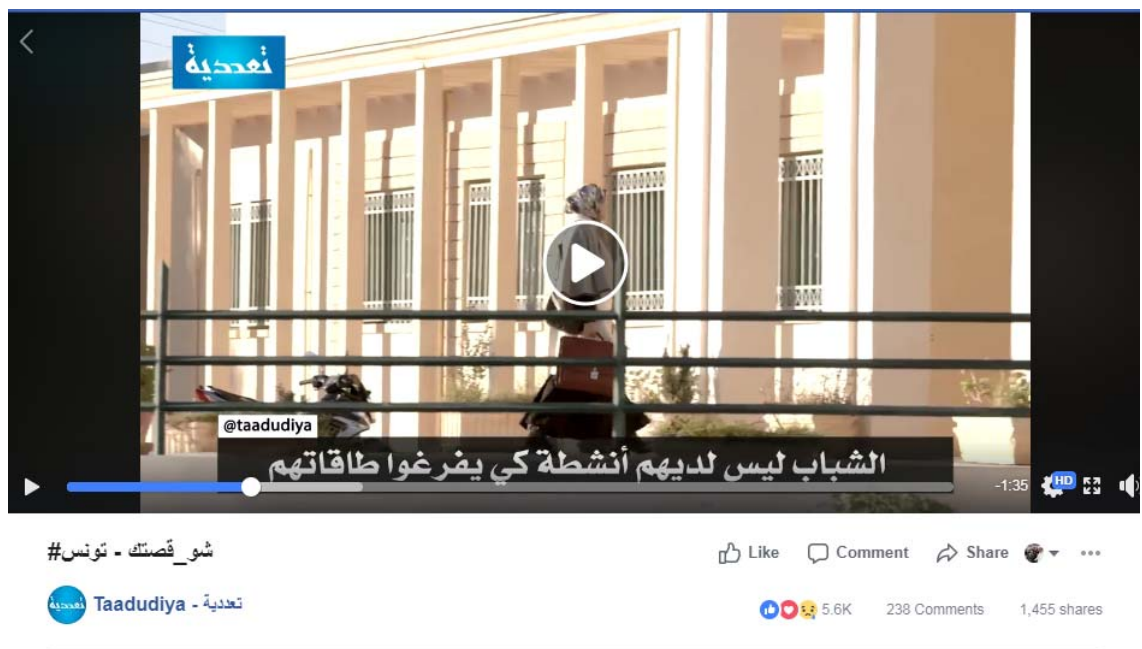 تعددية
@taadudiya
الشباب ليس لديهم أنشطة كي يفرغوا طاقاتهم
-1:35 HD
#شو_قصتك - تونس
Like Comment Share
تعددية
Taadudiya - تعددية
5.6K 238 Comments 1,455 shares